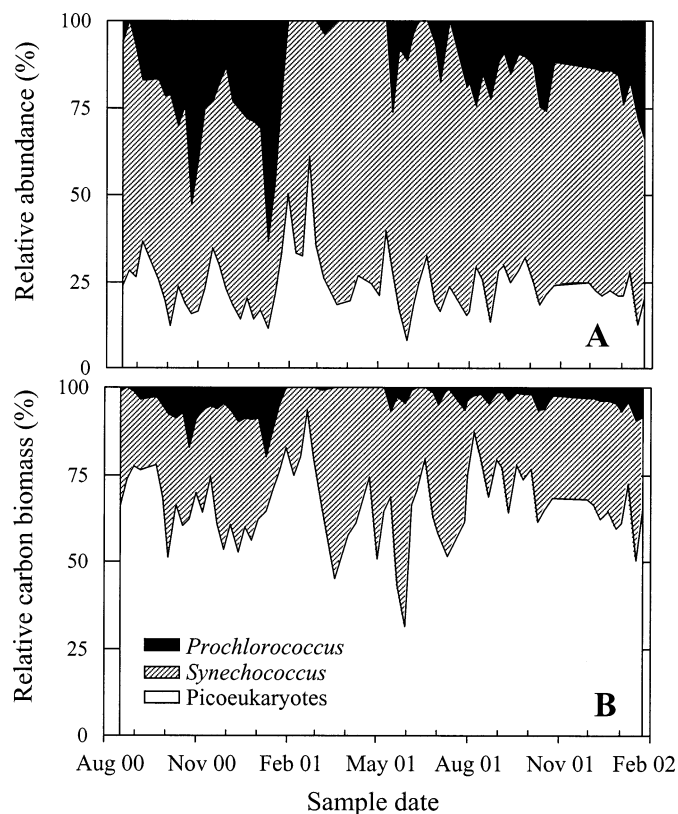 100
75
50
25
0
Relative abundance (%)
A
100
75
50
25
0
Relative carbon biomass (%)
Prochlorococcus
Synechococcus
Picoeukaryotes
B
Aug 00 Nov 00 Feb 01 May 01 Aug 01 Nov 01 Feb 02
Sample date